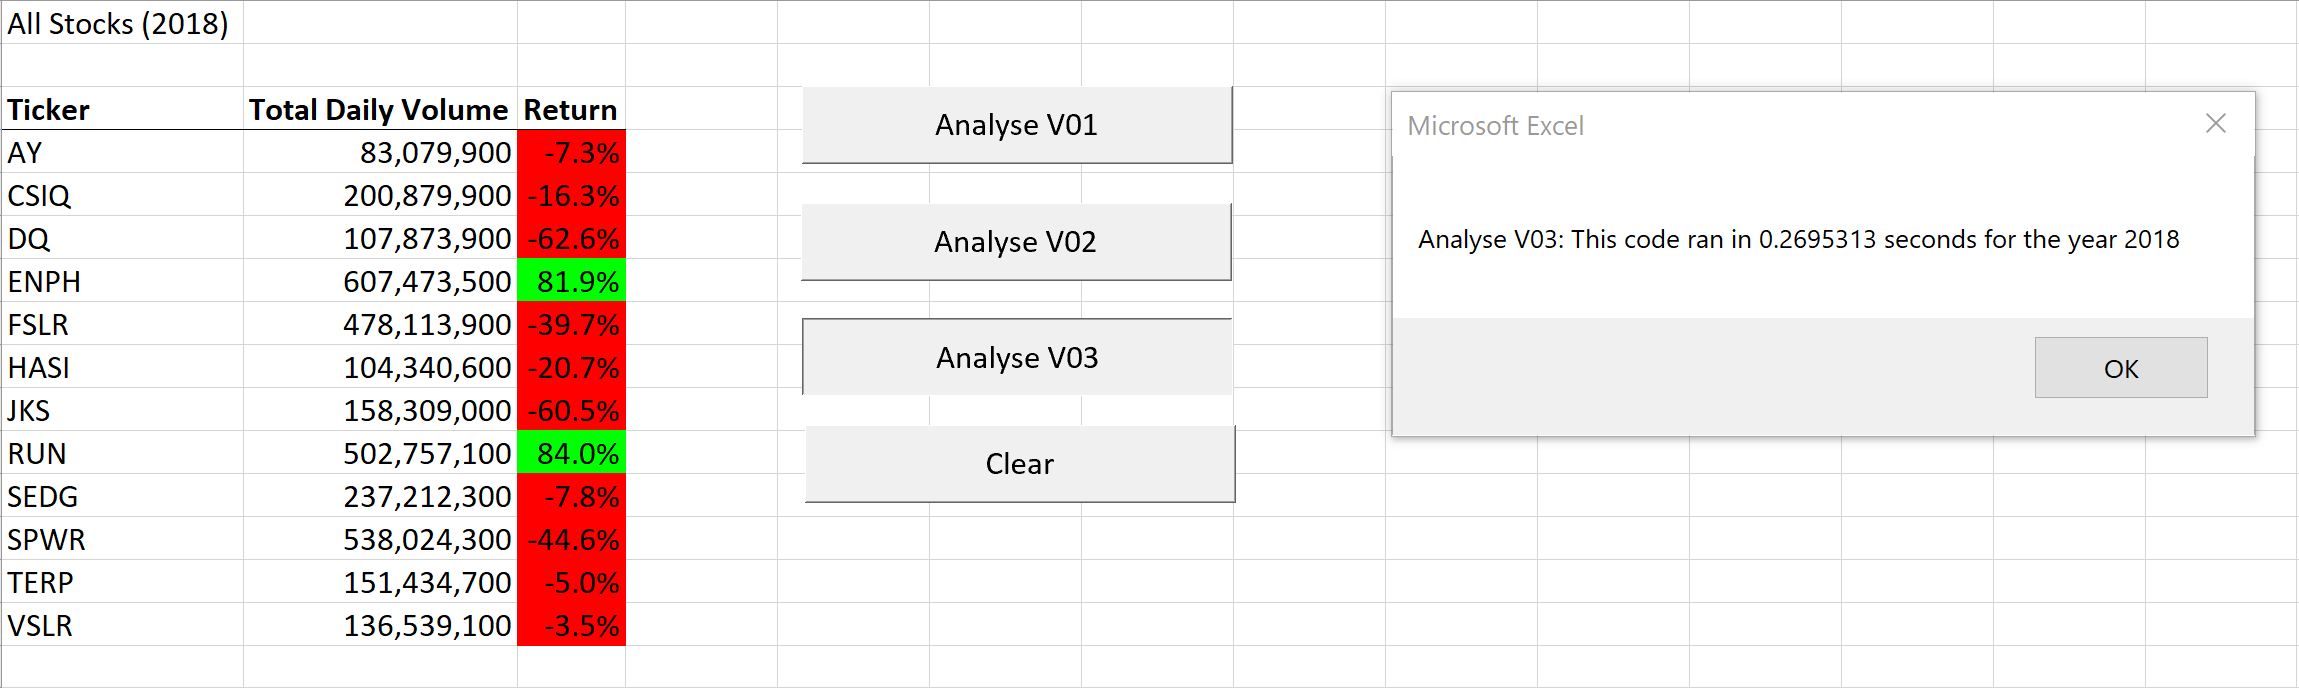 All Stocks (2018)
Ticker Total Daily Volume Return
AY 83,079,900 -7.3%
CSIQ 200,879,900 -16.3%
DQ 107,873,900 -62.6%
ENPH 607,473,500 81.9%
FSLR 478,113,900 -39.7%
HASI 104,340,600 -20.7%
JKS 158,309,000 -60.5%
RUN 502,757,100 84.0%
SEDG 237,212,300 -7.8%
SPWR 538,024,300 -44.6%
TERP 151,434,700 -5.0%
VSLR 136,539,100 -3.5%
Analyse V01
Analyse V02
Analyse V03
Clear
Microsoft Excel
Analyse V03: This code ran in 0.2695313 seconds for the year 2018
OK